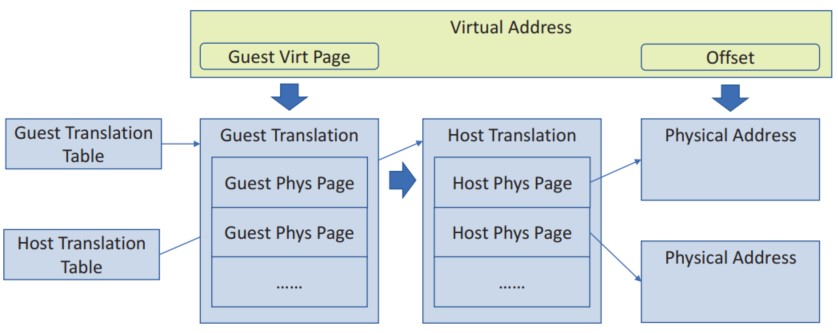 Virtual Address
Guest Virt Page
Offset
Guest Translation
Table
Guest Translation
Host Translation
Physical Address
Guest Phys Page
Host Phys Page
Guest Phys Page
Host Phys Page
Host Translation
Table
Physical Address
......
......